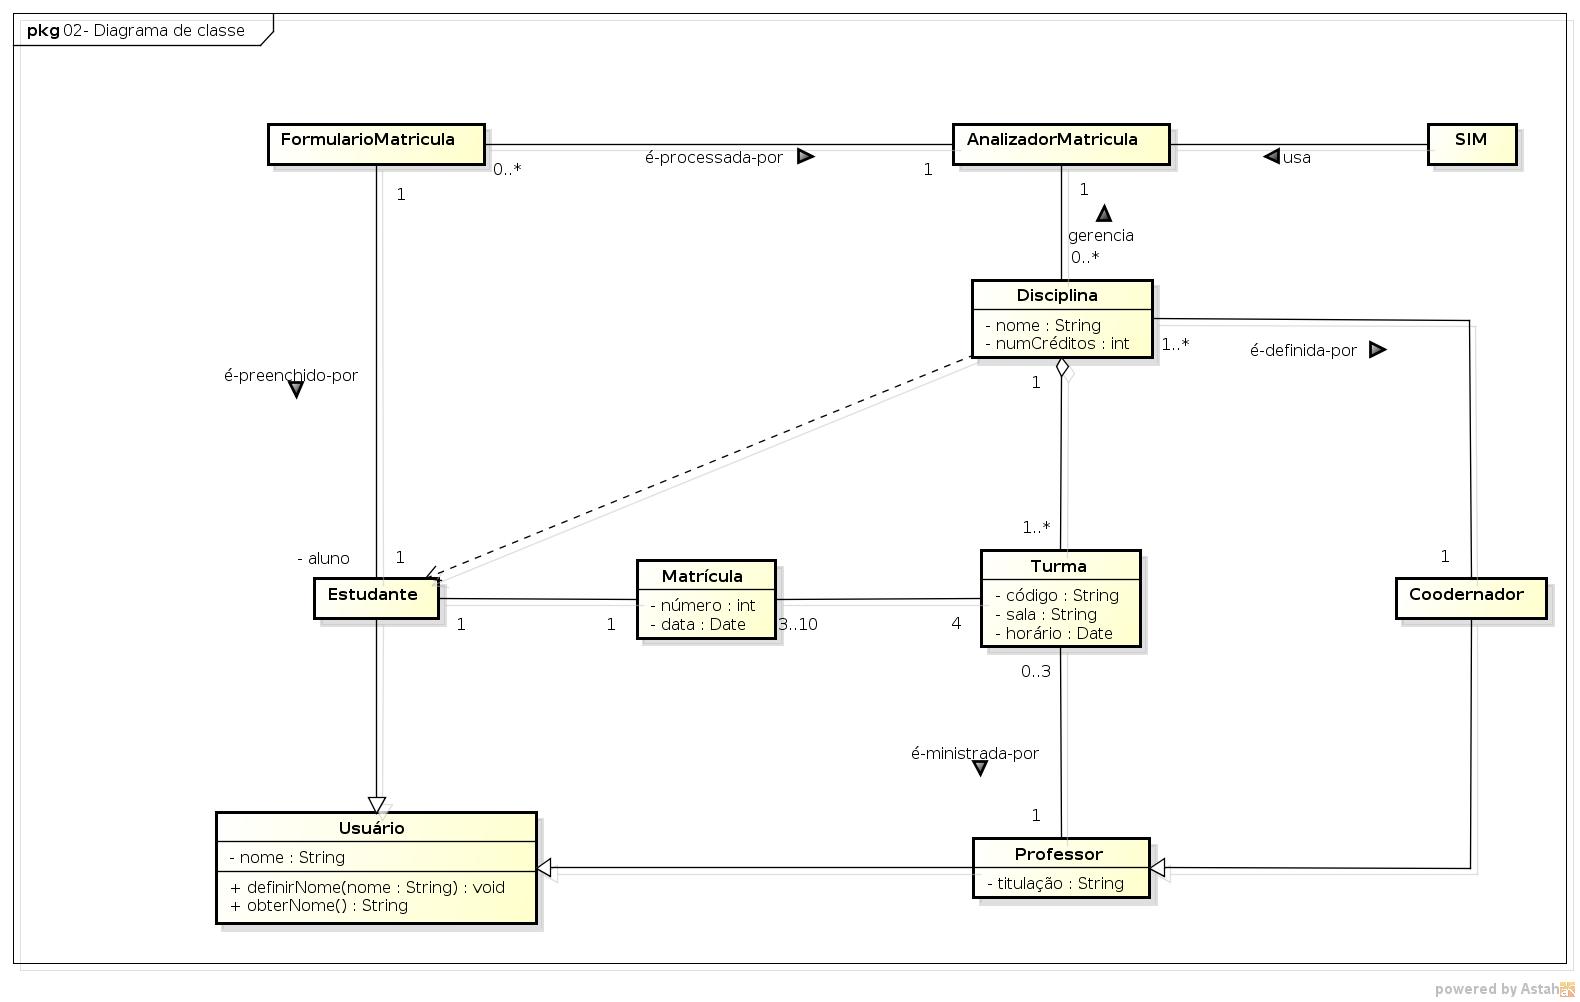 pkg 02- Diagrama de classe
FormularioMatricula
AnalizadorMatricula
SIM
é-processada-por
usa
0..*
1
1
1
gerencia
0..*
Disciplina
- nome : String
- numCréditos : int
1..*
é-definida-por
é-preenchido-por
1
1..*
- aluno
1
1
Estudante
Matrícula
- número : int
- data : Date
Turma
- código : String
- sala : String
- horário : Date
Coodernador
1
1
3..10
4
0..3
é-ministrada-por
1
Usuário
- nome : String
+ definirNome(nome : String) : void
+ obterNome() : String
Professor
- titulação : String
powered by Astah